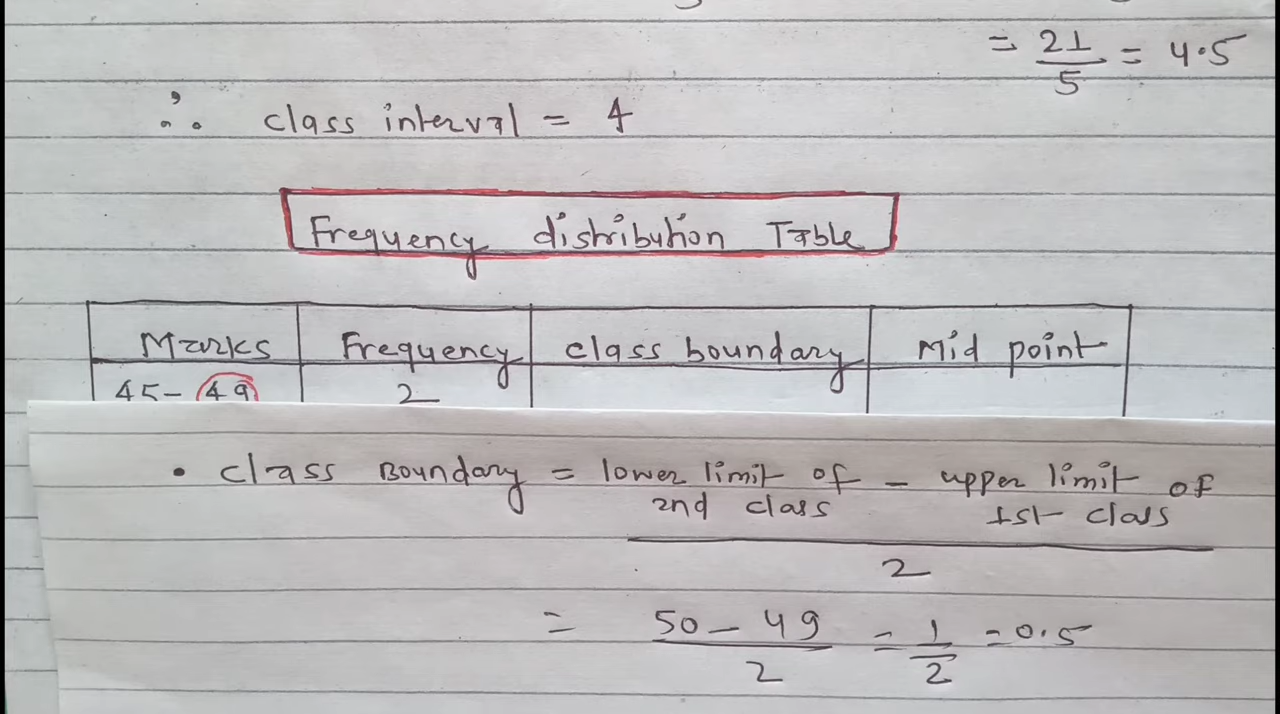 = 21/5 = 4.5
∴ class interval = 4
Frequency distribution Table
Marks Frequency class boundary Mid point
45- 49 2
• class Boundary = lower limit of - upper limit of
2nd class 1st class
2
= 50 - 49 / 2 = 1/2 = 0.5